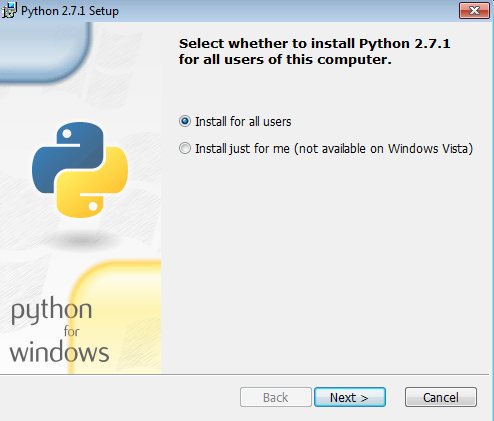 Python 2.7.1 Setup
Select whether to install Python 2.7.1
for all users of this computer.
Install for all users
Install just for me (not available on Windows Vista)
python
for
windows
Back
Next >
Cancel